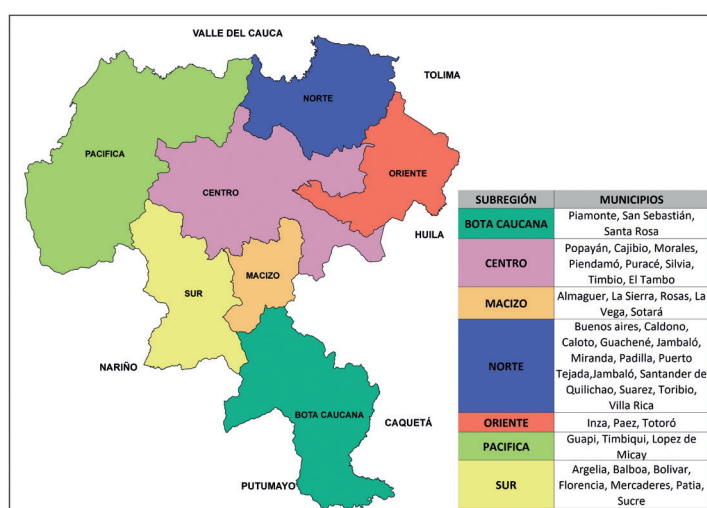 VALLE DEL CAUCA
TOLIMA
NORTE
PACIFICA
ORIENTE
CENTRO
HUILA
MACIZO
SUR
NARIÑO
BOTA CAUCANA
CAQUETÁ
PUTUMAYO
SUBREGIÓN MUNICIPIOS
BOTA CAUCANA
Piamonte, San Sebastián,
Santa Rosa
CENTRO
Popayán, Cajibio, Morales,
Piendamó, Puracé, Silvia,
Timbio, El Tambo
MACIZO
Almaguer, La Sierra, Rosas, La
Vega, Sotará
NORTE
Buenos aires, Caldono,
Caloto, Guachené, Jambaló,
Miranda, Padilla, Puerto
Tejada,Jambaló, Santander de
Quilichao, Suarez, Toribio,
Villa Rica
ORIENTE
Inza, Paez, Totoró
PACIFICA
Guapi, Timbiqui, Lopez de
Micay
SUR
Argelia, Balboa, Bolivar,
Florencia, Mercaderes, Patia,
Sucre